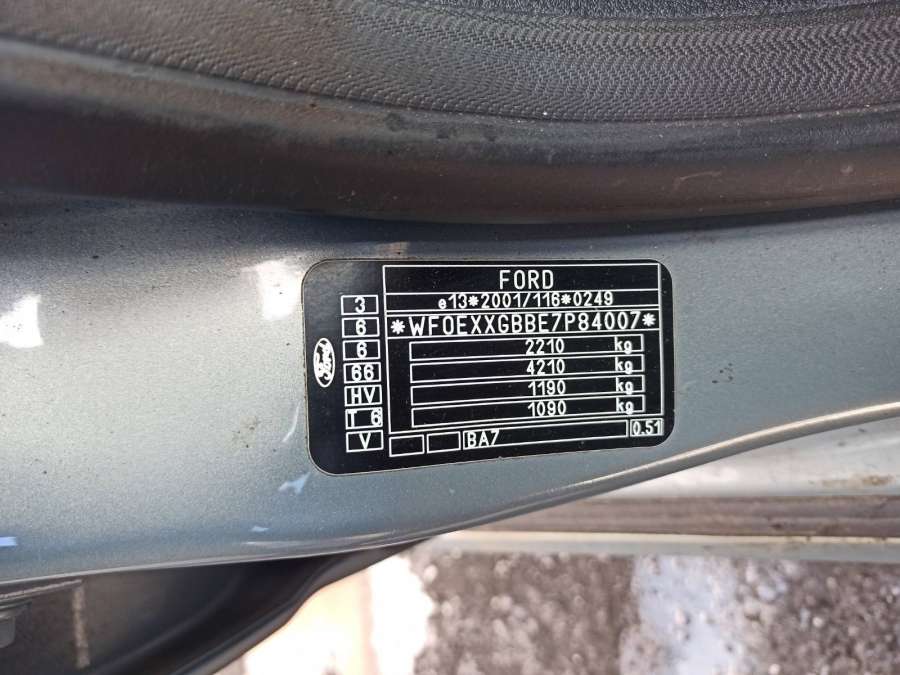 FORD
e13*2001/116*0249
*WF0EXXGBBE7P84007*
2210 kg
4210 kg
1190 kg
1090 kg
BA7 0.51
3
6
6
66
HV
T 6
V
Ford